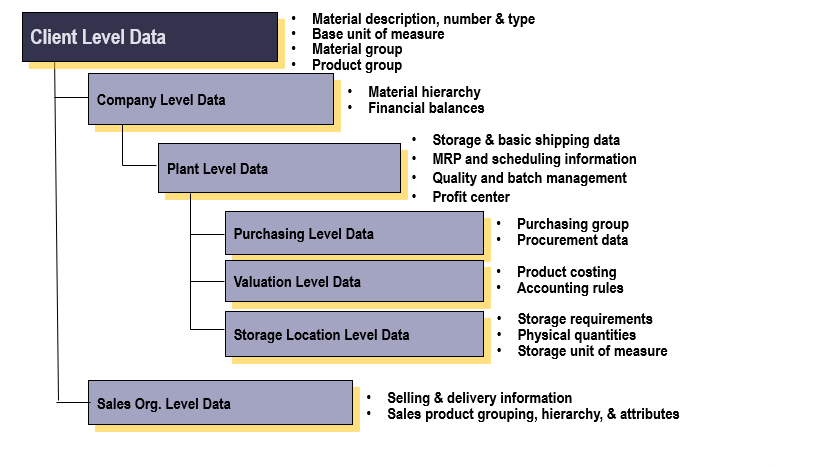 Client Level Data
• Material description, number & type
• Base unit of measure
• Material group
• Product group
Company Level Data
• Material hierarchy
• Financial balances
Plant Level Data
• Storage & basic shipping data
• MRP and scheduling information
• Quality and batch management
• Profit center
Purchasing Level Data
• Purchasing group
• Procurement data
Valuation Level Data
• Product costing
• Accounting rules
Storage Location Level Data
• Storage requirements
• Physical quantities
• Storage unit of measure
Sales Org. Level Data
• Selling & delivery information
• Sales product grouping, hierarchy, & attributes